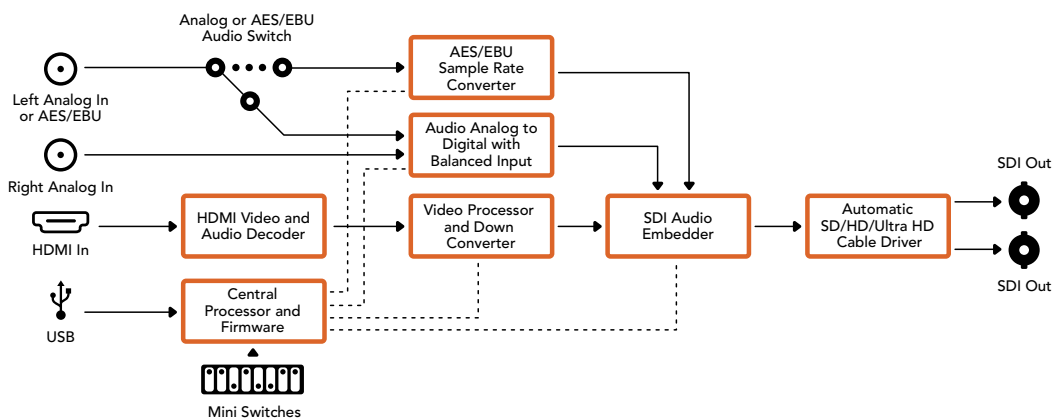 Analog or AES/EBU
Audio Switch
Left Analog In
or AES/EBU
Right Analog In
HDMI In
USB
AES/EBU
Sample Rate
Converter
Audio Analog to
Digital with
Balanced Input
HDMI Video and
Audio Decoder
Video Processor
and Down
Converter
SDI Audio
Embedder
Automatic
SD/HD/Ultra HD
Cable Driver
SDI Out
SDI Out
Central
Processor and
Firmware
Mini Switches